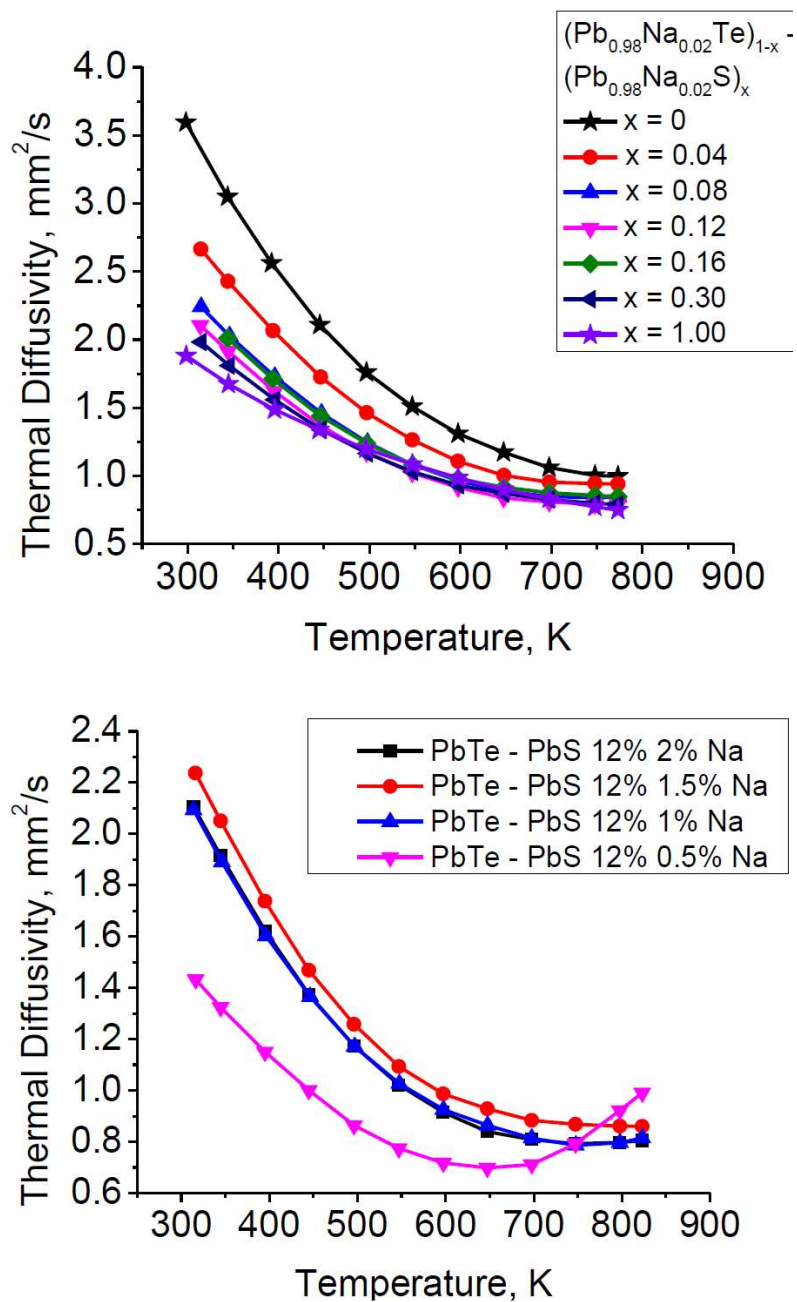 (Pb0.98Na0.02Te)1-x -
(Pb0.98Na0.02S)x
x = 0
x = 0.04
x = 0.08
x = 0.12
x = 0.16
x = 0.30
x = 1.00
Thermal Diffusivity, mm²/s
4.0
3.5
3.0
2.5
2.0
1.5
1.0
0.5
300 400 500 600 700 800 900
Temperature, K
PbTe - PbS 12% 2% Na
PbTe - PbS 12% 1.5% Na
PbTe - PbS 12% 1% Na
PbTe - PbS 12% 0.5% Na
Thermal Diffusivity, mm²/s
2.4
2.2
2.0
1.8
1.6
1.4
1.2
1.0
0.8
0.6
300 400 500 600 700 800 900
Temperature, K